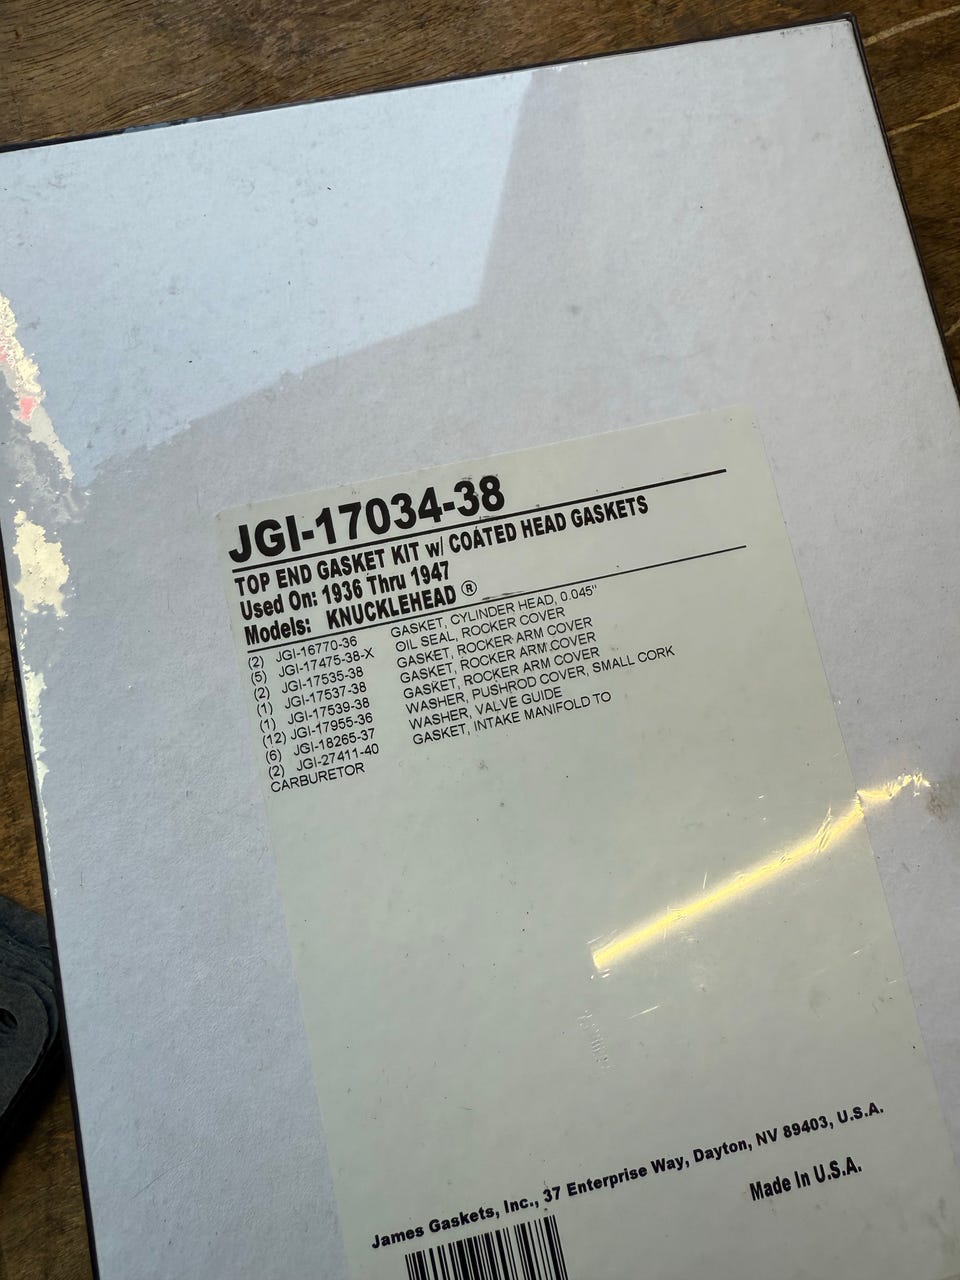 JGI-17034-38
TOP END GASKET KIT w/ COATED HEAD GASKETS
Used On: 1936 Thru 1947
Models: KNUCKLEHEAD ®
(2) JGI-16770-36 GASKET, CYLINDER HEAD, 0.045"
(5) JGI-17475-38-X OIL SEAL, ROCKER COVER
(2) JGI-17535-38 GASKET, ROCKER ARM COVER
(1) JGI-17537-38 GASKET, ROCKER ARM COVER
(1) JGI-17539-38 GASKET, ROCKER ARM COVER
(12) JGI-17955-36 WASHER, PUSHROD COVER, SMALL CORK
(6) JGI-18265-37 WASHER, VALVE GUIDE
(2) JGI-27411-40 GASKET, INTAKE MANIFOLD TO
CARBURETOR
James Gaskets, Inc., 37 Enterprise Way, Dayton, NV 89403, U.S.A.
Made In U.S.A.